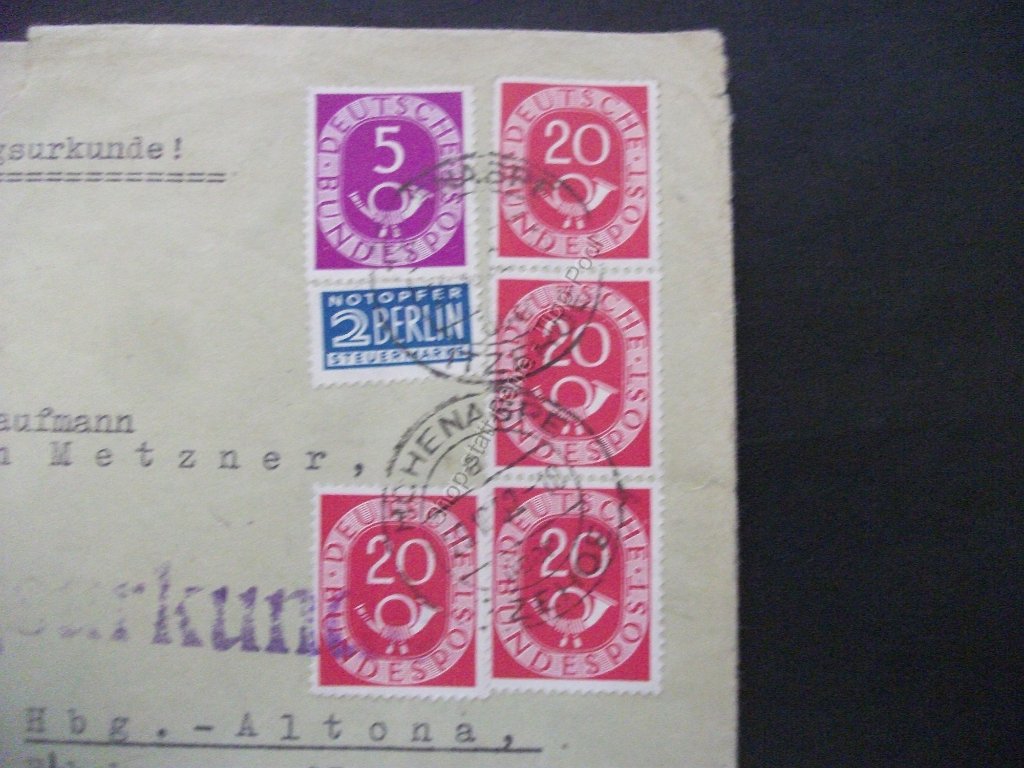 gsurkunde!
5
DEUTSCHE BUNDESPOST
20
DEUTSCHE BUNDESPOST
NOTOPFER
2 BERLIN
STEUERMARKE
20
DEUTSCHE BUNDESPOST
aufmann
n Metzner,
20
DEUTSCHE BUNDESPOST
20
DEUTSCHE BUNDESPOST
surkund
Hbg.-Altona,